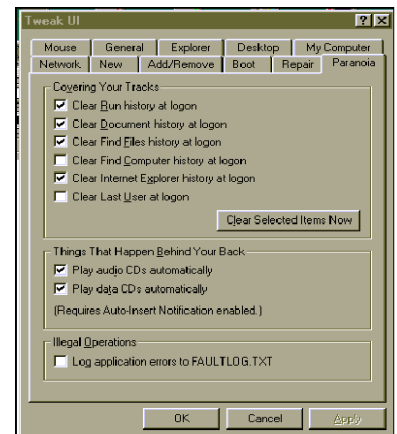 Tweak UI
Mouse General Explorer Desktop My Computer
Network New Add/Remove Boot Repair Paranoia
Covering Your Tracks
Clear Run history at logon
Clear Document history at logon
Clear Find Files history at logon
Clear Find Computer history at logon
Clear Internet Explorer history at logon
Clear Last User at logon
Clear Selected Items Now
Things That Happen Behind Your Back
Play audio CDs automatically
Play data CDs automatically
(Requires Auto-Insert Notification enabled.)
Illegal Operations
Log application errors to FAULTLOG.TXT
OK Cancel Apply